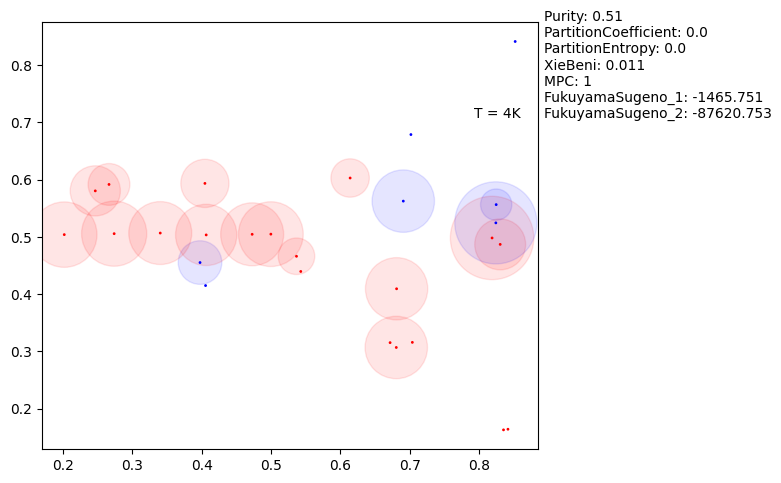 Purity: 0.51
PartitionCoefficient: 0.0
PartitionEntropy: 0.0
XieBeni: 0.011
MPC: 1
FukuyamaSugeno_1: -1465.751
FukuyamaSugeno_2: -87620.753
T = 4K
0.8
0.7
0.6
0.5
0.4
0.3
0.2
0.2 0.3 0.4 0.5 0.6 0.7 0.8